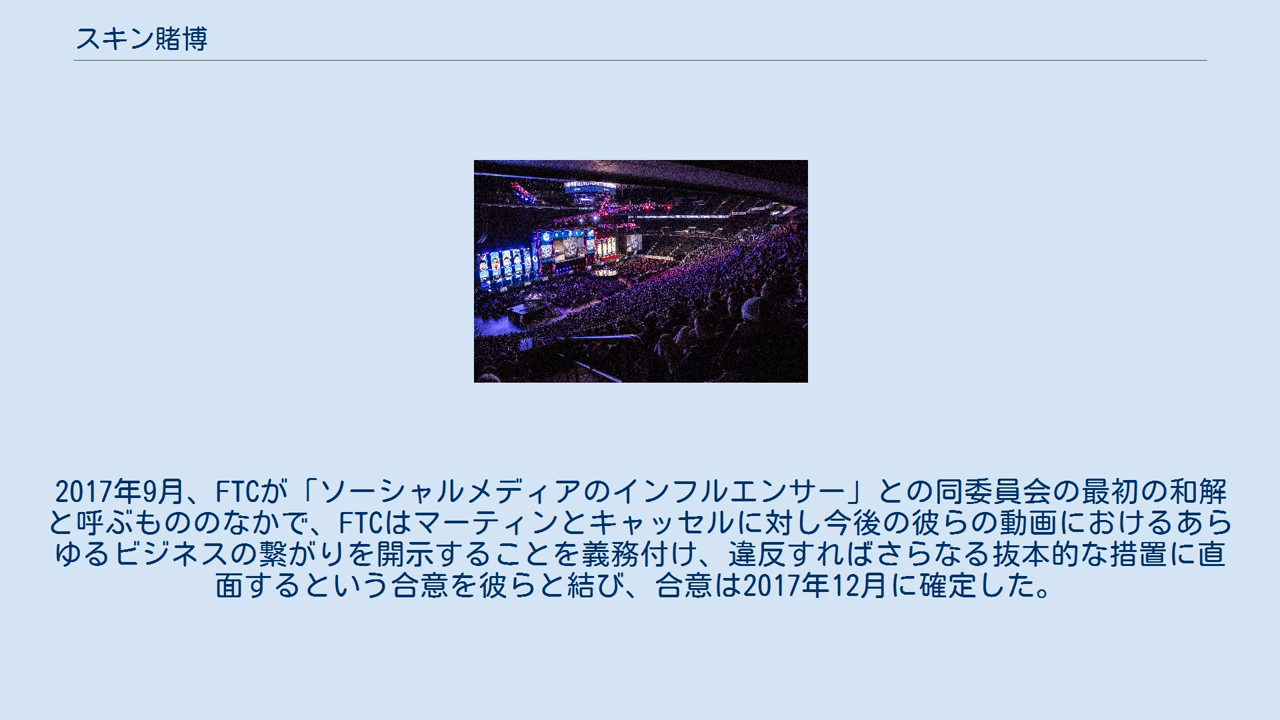 スキン賭博
2017年9月、FTCが「ソーシャルメディアのインフルエンサー」との同委員会の最初の和解
と呼ぶもののなかで、FTCはマーティンとキャッセルに対し今後の彼らの動画におけるあら
ゆるビジネスの繋がりを開示することを義務付け、違反すればさらなる抜本的な措置に直
面するという合意を彼らと結び、合意は2017年12月に確定した。